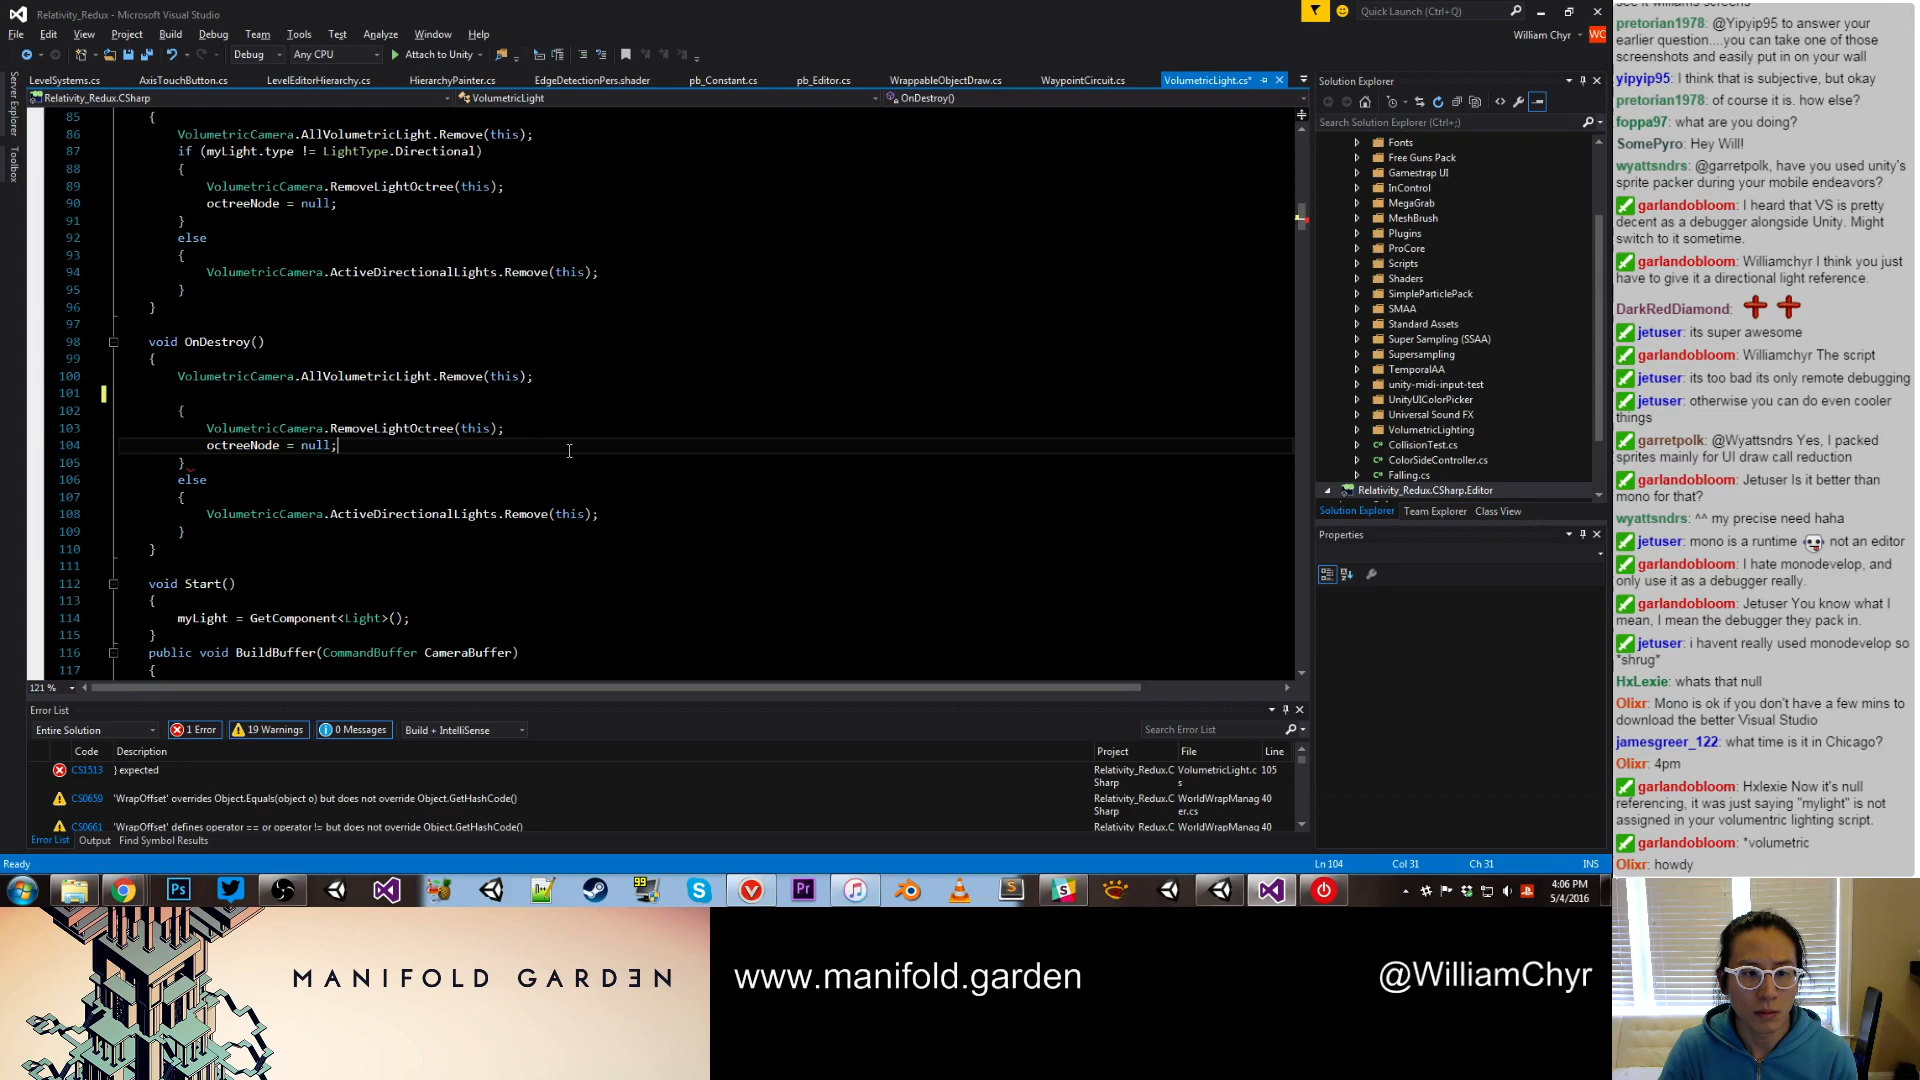 Relativity_Redux - Microsoft Visual Studio
Quick Launch (Ctrl+Q)
File Edit View Project Build Debug Team Tools Test Analyze Window Help
William Chyr WC
Debug Any CPU Attach to Unity
LevelSystems.cs AxisTouchButton.cs LevelEditorHierarchy.cs HierarchyPainter.cs EdgeDetectionPers.shader pb_Constant.cs pb_Editor.cs WrappableObjectDraw.cs WaypointCircuit.cs VolumetricLight.cs*
Relativity_Redux.CSharp VolumetricLight OnDestroy()
Server Explorer
Toolbox
85 {
86 VolumetricCamera.AllVolumetricLight.Remove(this);
87 if (myLight.type != LightType.Directional)
88 {
89 VolumetricCamera.RemoveLightOctree(this);
90 octreeNode = null;
91 }
92 else
93 {
94 VolumetricCamera.ActiveDirectionalLights.Remove(this);
95 }
96 }
97
98 void OnDestroy()
99 {
100 VolumetricCamera.AllVolumetricLight.Remove(this);
101
102 {
103 VolumetricCamera.RemoveLightOctree(this);
104 octreeNode = null;
105 }
106 else
107 {
108 VolumetricCamera.ActiveDirectionalLights.Remove(this);
109 }
110 }
111
112 void Start()
113 {
114 myLight = GetComponent<Light>();
115 }
116 public void BuildBuffer(CommandBuffer CameraBuffer)
117 {
121 %
Solution Explorer
Search Solution Explorer (Ctrl+;)
Fonts
Free Guns Pack
Gamestrap UI
InControl
MegaGrab
MeshBrush
Plugins
ProCore
Scripts
Shaders
SimpleParticlePack
SMAA
Standard Assets
Super Sampling (SSAA)
Supersampling
TemporalAA
unity-midi-input-test
UnityUIColorPicker
Universal Sound FX
VolumetricLighting
CollisionTest.cs
ColorSideController.cs
Falling.cs
Relativity_Redux.CSharp.Editor
Solution Explorer Team Explorer Class View
Properties
Error List
Entire Solution 1 Error 19 Warnings 0 Messages Build + IntelliSense Search Error List
Code Description Project File Line
CS1513 } expected Relativity_Redux.C VolumetricLight.c 105
Sharp s
CS0659 'WrapOffset' overrides Object.Equals(object o) but does not override Object.GetHashCode() Relativity_Redux.C WorldWrapManag 40
Sharp er.cs
CS0661 'WrapOffset' defines operator == or operator != but does not override Object.GetHashCode() Relativity_Redux.C WorldWrapManag 40
Error List Output Find Symbol Results
Ready Ln 104 Col 31 Ch 31 INS
Ps
99
Pr
S
4:06 PM
5/4/2016
pretorian1978: @Yipyip95 to answer your
earlier question....you can take one of those
screenshots and easily put in on your wall
yipyip95: I think that is subjective, but okay
pretorian1978: of course it is. how else?
foppa97: what are you doing?
SomePyro: Hey Will!
wyattsndrs: @garretpolk, have you used unity's
sprite packer during your mobile endeavors?
garlandobloom: I heard that VS is pretty
decent as a debugger alongside Unity. Might
switch to it sometime.
garlandobloom: Williamchyr I think you just
have to give it a directional light reference.
DarkRedDiamond:
jetuser: its super awesome
garlandobloom: Williamchyr The script
jetuser: its too bad its only remote debugging
jetuser: otherwise you can do even cooler
things
garretpolk: @Wyattsndrs Yes, I packed
sprites mainly for UI draw call reduction
garlandobloom: Jetuser Is it better than
mono for that?
wyattsndrs: ^^ my precise need haha
jetuser: mono is a runtime not an editor
garlandobloom: I hate monodevelop, and
only use it as a debugger really.
garlandobloom: Jetuser You know what I
mean, I mean the debugger they pack in.
jetuser: i havent really used monodevelop so
*shrug*
HxLexie: whats that null
Olixr: Mono is ok if you don't have a few mins to
download the better Visual Studio
jamesgreer_122: what time is it in Chicago?
Olixr: 4pm
garlandobloom: Hxlexie Now it's null
referencing, it was just saying "mylight" is not
assigned in your volumentric lighting script.
garlandobloom: *volumetric
Olixr: howdy
MANIFOLD GARDEN
www.manifold.garden
@WilliamChyr